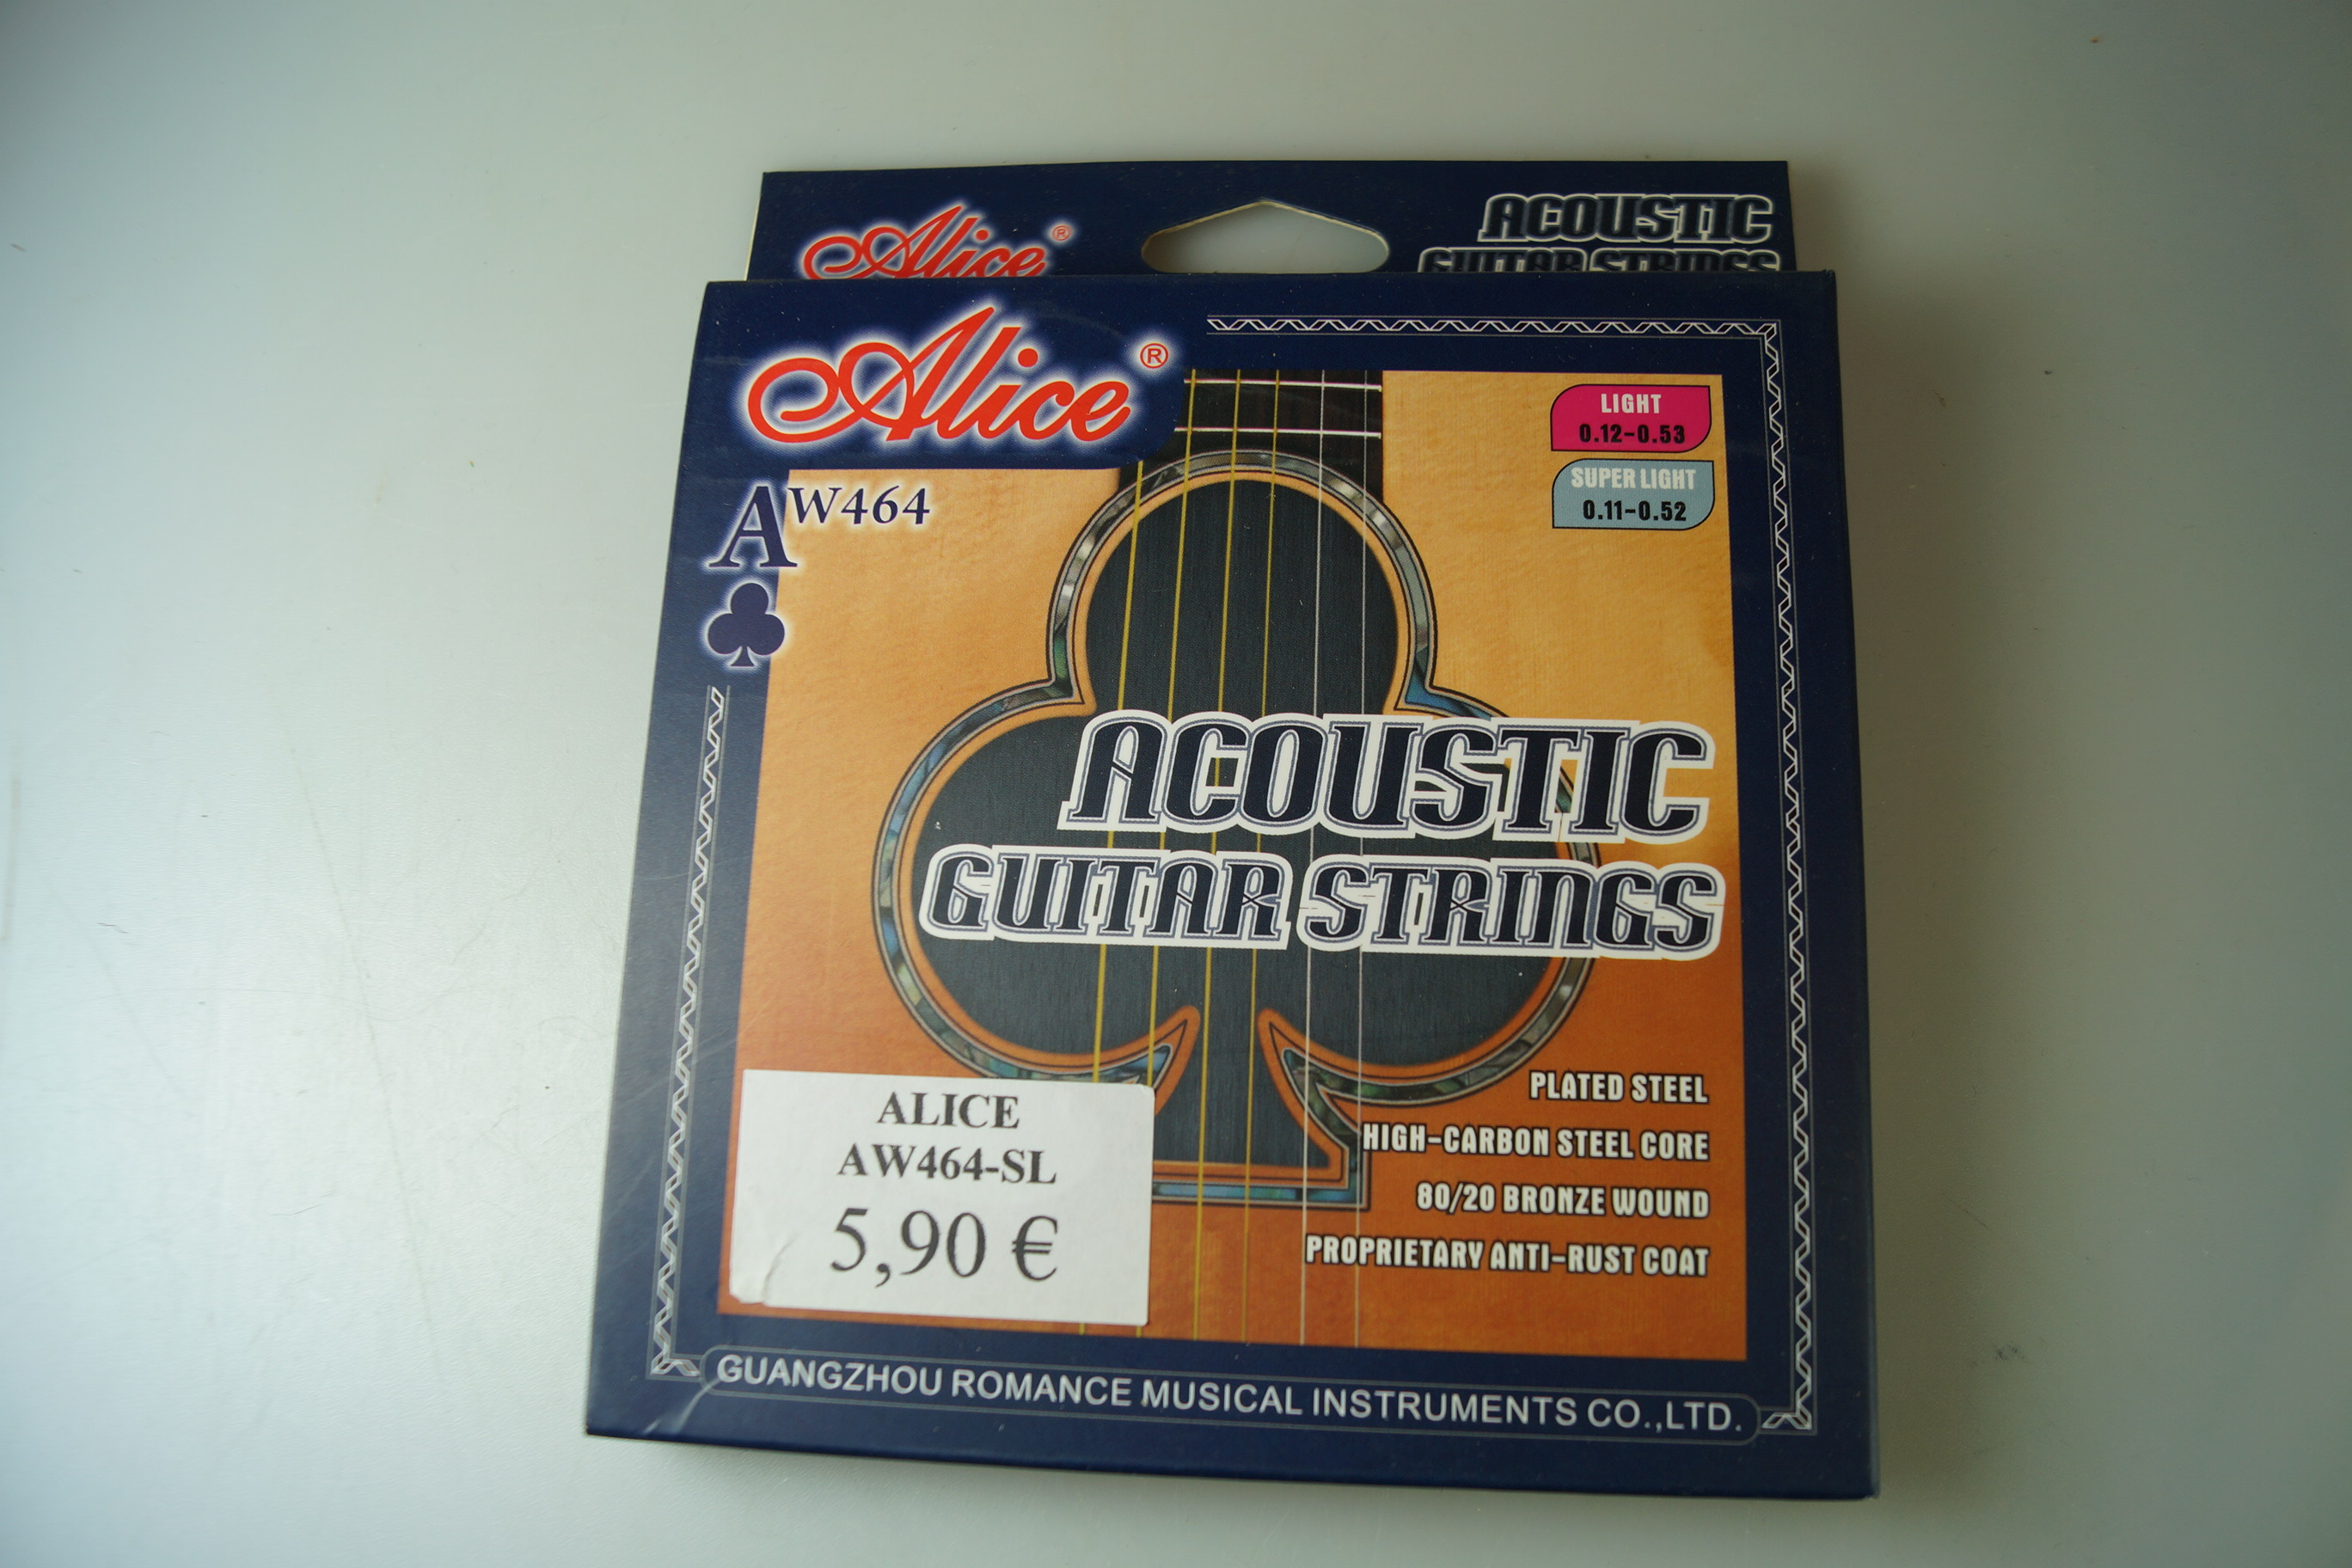 Alice®
ACOUSTIC
GUITAR STRINGS
Alice®
LIGHT
0.12-0.53
SUPER LIGHT
0.11-0.52
AW464
A
ACOUSTIC
GUITAR STRINGS
PLATED STEEL
HIGH-CARBON STEEL CORE
80/20 BRONZE WOUND
PROPRIETARY ANTI-RUST COAT
ALICE
AW464-SL
5,90 €
GUANGZHOU ROMANCE MUSICAL INSTRUMENTS CO.,LTD.